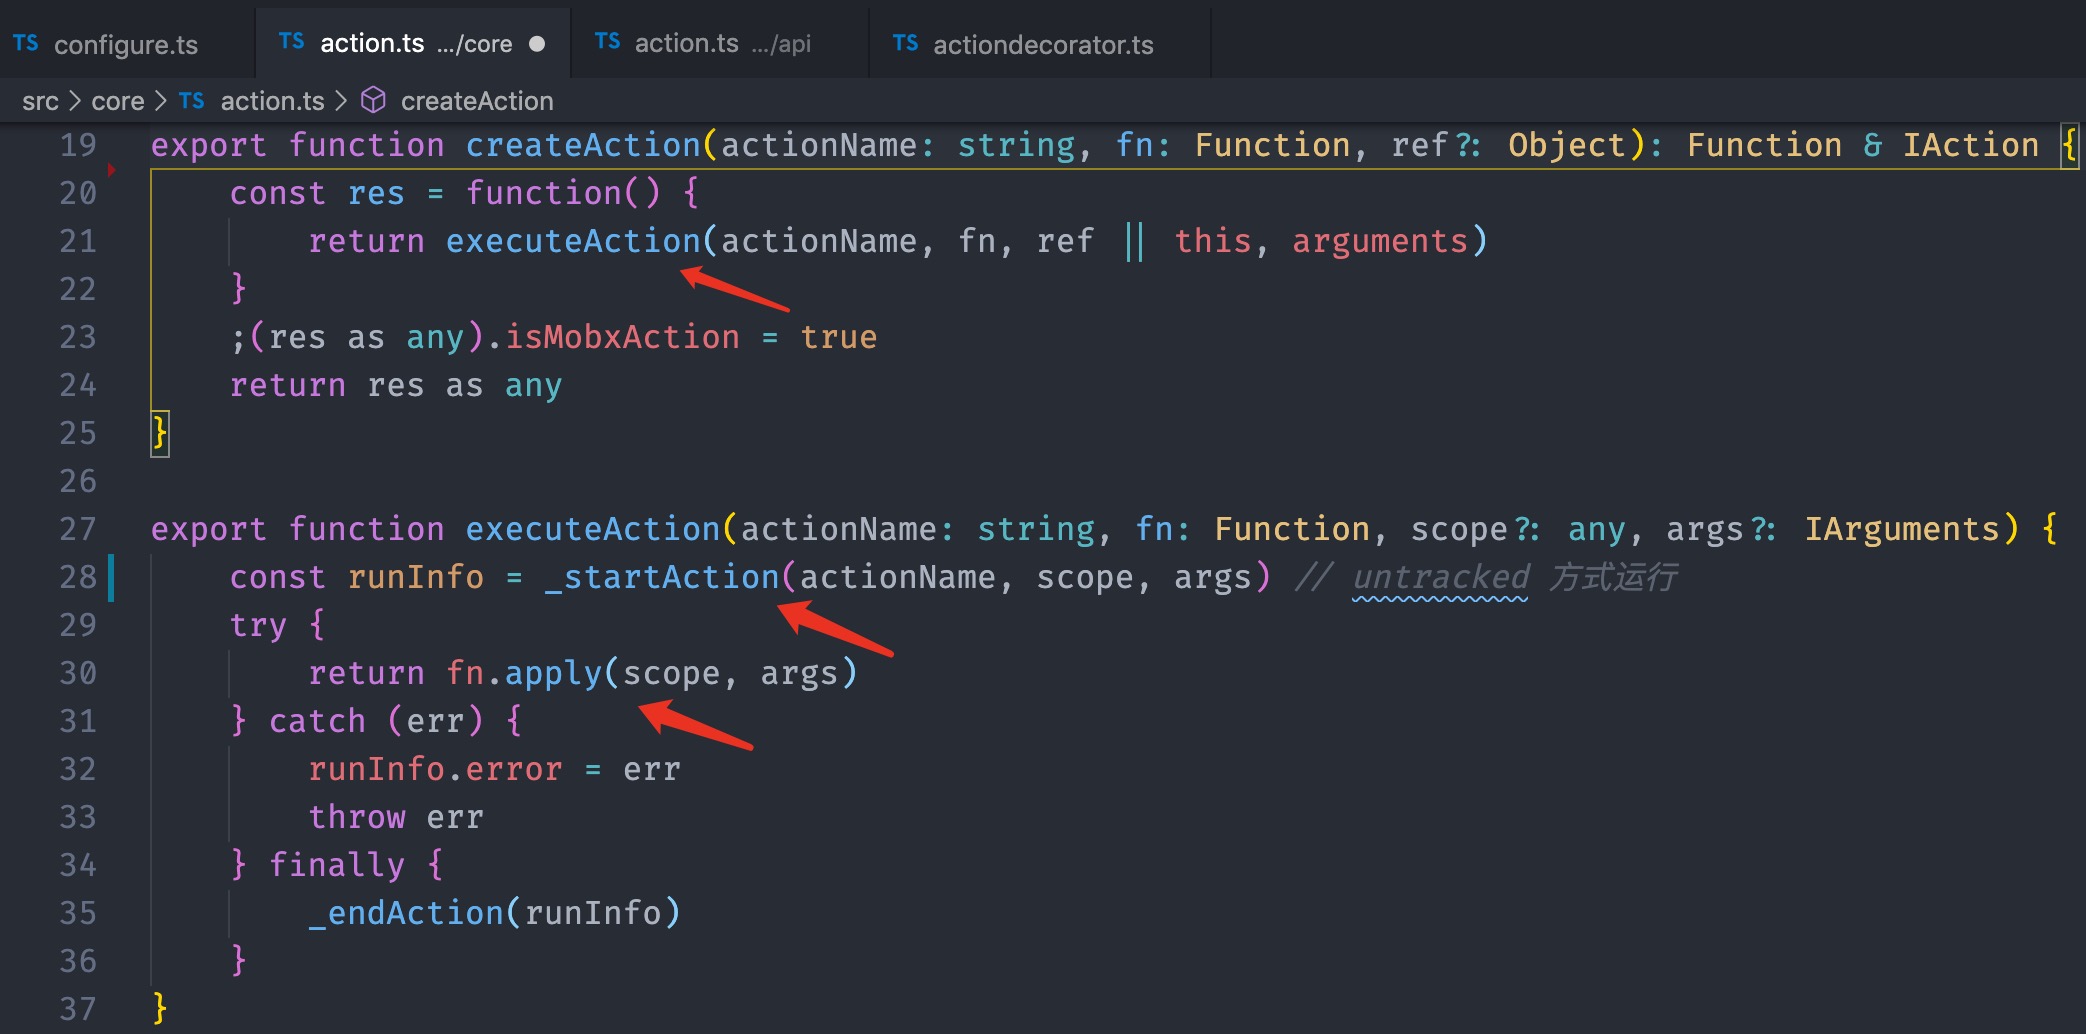 TS configure.ts TS action.ts .../core TS action.ts .../api TS actiondecorator.ts
src > core > TS action.ts > createAction
19 export function createAction(actionName: string, fn: Function, ref?: Object): Function & IAction {
20 const res = function() {
21 return executeAction(actionName, fn, ref || this, arguments)
22 }
23 ;(res as any).isMobxAction = true
24 return res as any
25 }
26
27 export function executeAction(actionName: string, fn: Function, scope?: any, args?: IArguments) {
28 const runInfo = _startAction(actionName, scope, args) // untracked 方式运行
29 try {
30 return fn.apply(scope, args)
31 } catch (err) {
32 runInfo.error = err
33 throw err
34 } finally {
35 _endAction(runInfo)
36 }
37 }